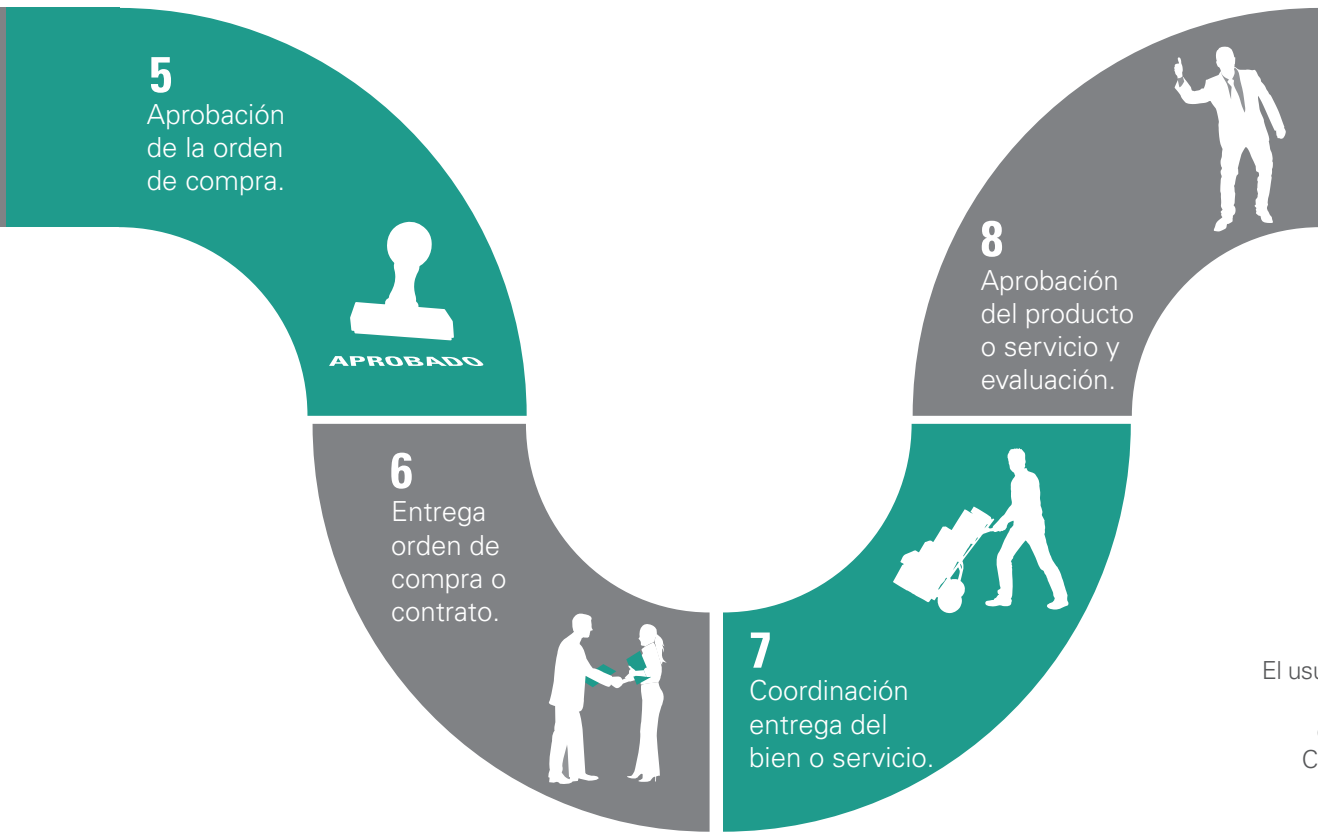 5
Aprobación
de la orden
de compra.
APROBADO
6
Entrega
orden de
compra o
contrato.
7
Coordinación
entrega del
bien o servicio.
8
Aprobación
del producto
o servicio y
evaluación.
El